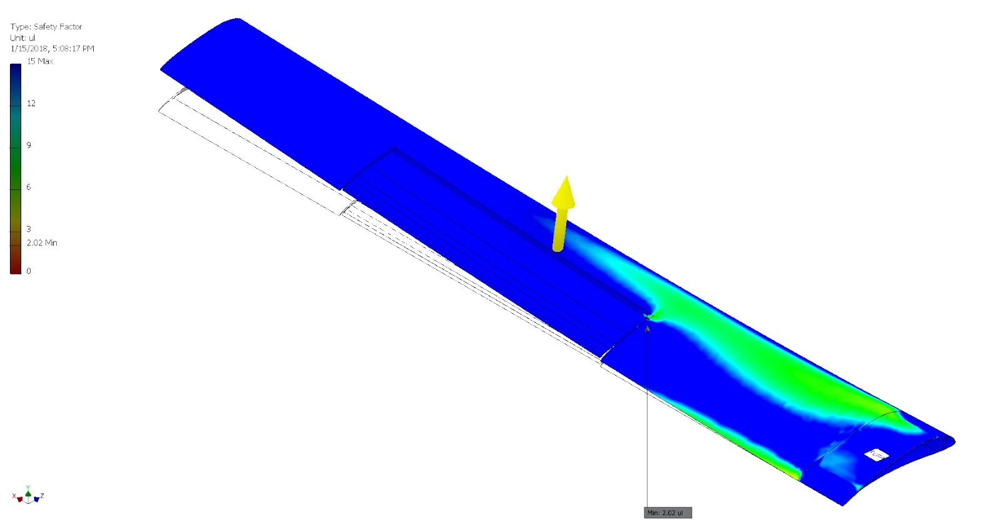 Type: Safety Factor
Unit: ul
1/15/2018, 5:08:17 PM
15 Max
12
9
6
3
2.02 Min
0
Min: 2.02 ul
Y
X
Z